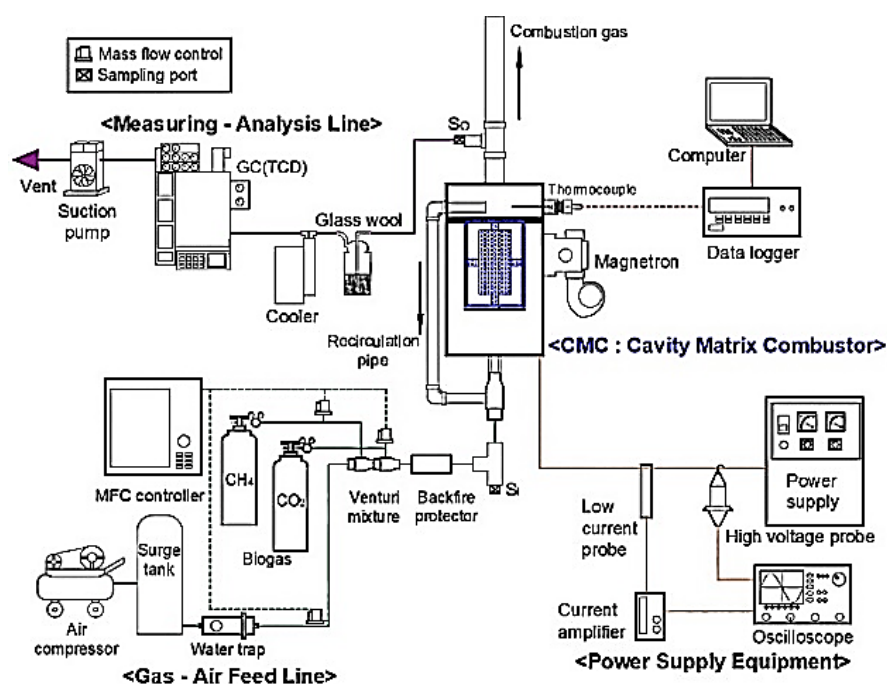 Mass flow control
Sampling port
Combustion gas
<Measuring - Analysis Line>
So
Computer
GC(TCD)
Vent
Suction
pump
Glass wool
Thermocouple
Data logger
Magnetron
Cooler
Recirculation
pipe
<CMC : Cavity Matrix Combustor>
MFC controller
CH4
CO2
Venturi
mixture
Backfire
protector
Si
Biogas
Power
supply
Low
current
probe
High voltage probe
Surge
tank
Air
compressor
Water trap
Current
amplifier
Oscilloscope
<Gas - Air Feed Line>
<Power Supply Equipment>